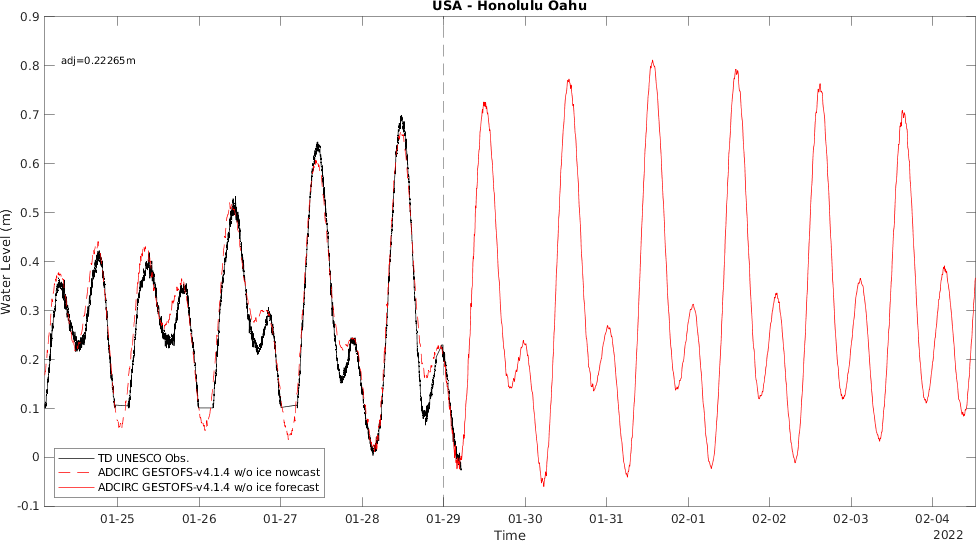 USA - Honolulu Oahu
adj=0.22265m
Water Level (m)
0.9
0.8
0.7
0.6
0.5
0.4
0.3
0.2
0.1
0
-0.1
TD UNESCO Obs.
ADCIRC GESTOFS-v4.1.4 w/o ice nowcast
ADCIRC GESTOFS-v4.1.4 w/o ice forecast
01-25 01-26 01-27 01-28 01-29 01-30 01-31 02-01 02-02 02-03 02-04
Time
2022